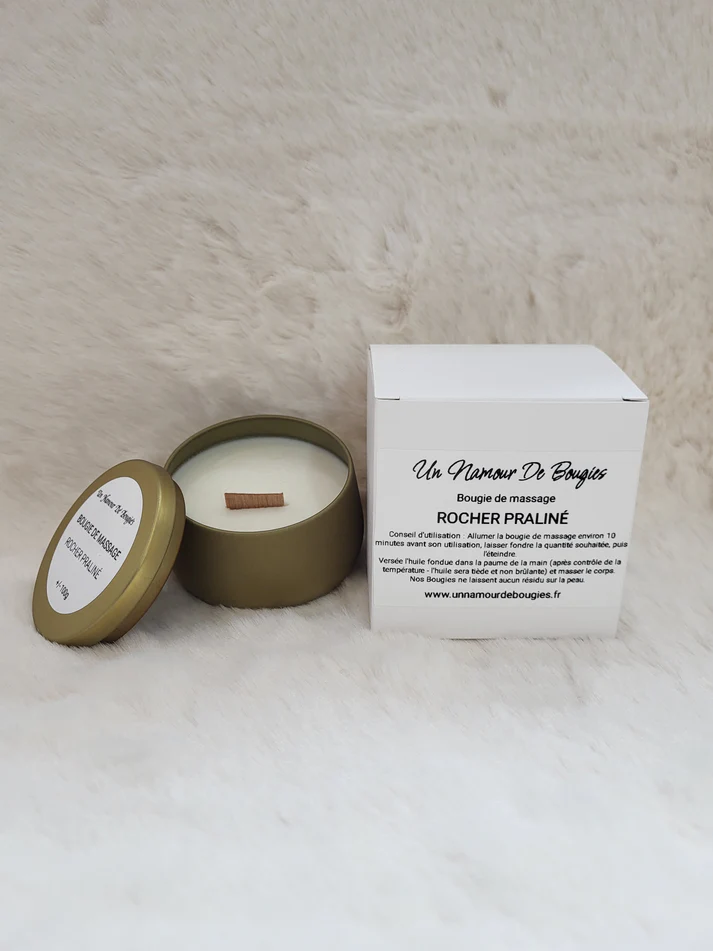 Un Namour De Bougies
BOUGIE DE MASSAGE
ROCHER PRALINÉ
+/- 100g
Un Namour De Bougies
Bougie de massage
ROCHER PRALINÉ
Conseil d'utilisation : Allumer la bougie de massage environ 10
minutes avant son utilisation, laisser fondre la quantité souhaitée, puis
l'éteindre.
Versée l'huile fondue dans la paume de la main (après contrôle de la
température - l'huile sera tiède et non brûlante) et masser le corps.
Nos Bougies ne laissent aucun résidu sur la peau.
www.unnamourdebougies.fr